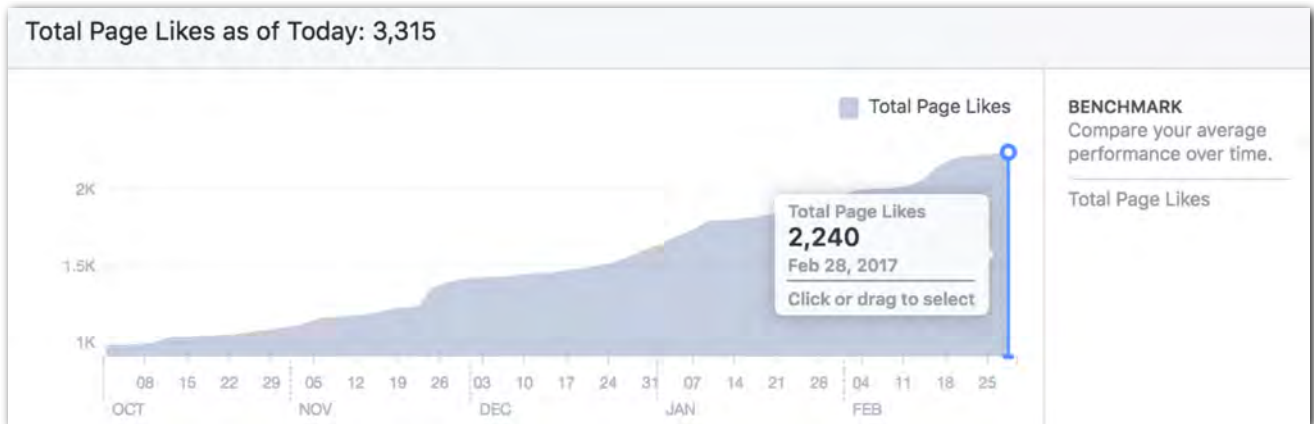 Total Page Likes as of Today: 3,315
Total Page Likes
BENCHMARK
Compare your average
performance over time.
Total Page Likes
2K
1.5K
1K
Total Page Likes
2,240
Feb 28, 2017
Click or drag to select
08 15 22 29 05 12 19 26 03 10 17 24 31 07 14 21 28 04 11 18 25
OCT NOV DEC JAN FEB